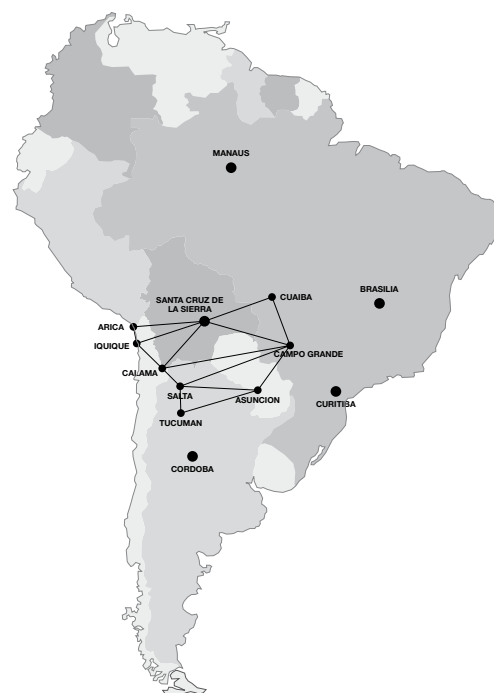 MANAUS
BRASILIA
CUAIBA
SANTA CRUZ DE
LA SIERRA
ARICA
IQUIQUE
CAMPO GRANDE
CALAMA
SALTA
ASUNCION
CURITIBA
TUCUMAN
CORDOBA